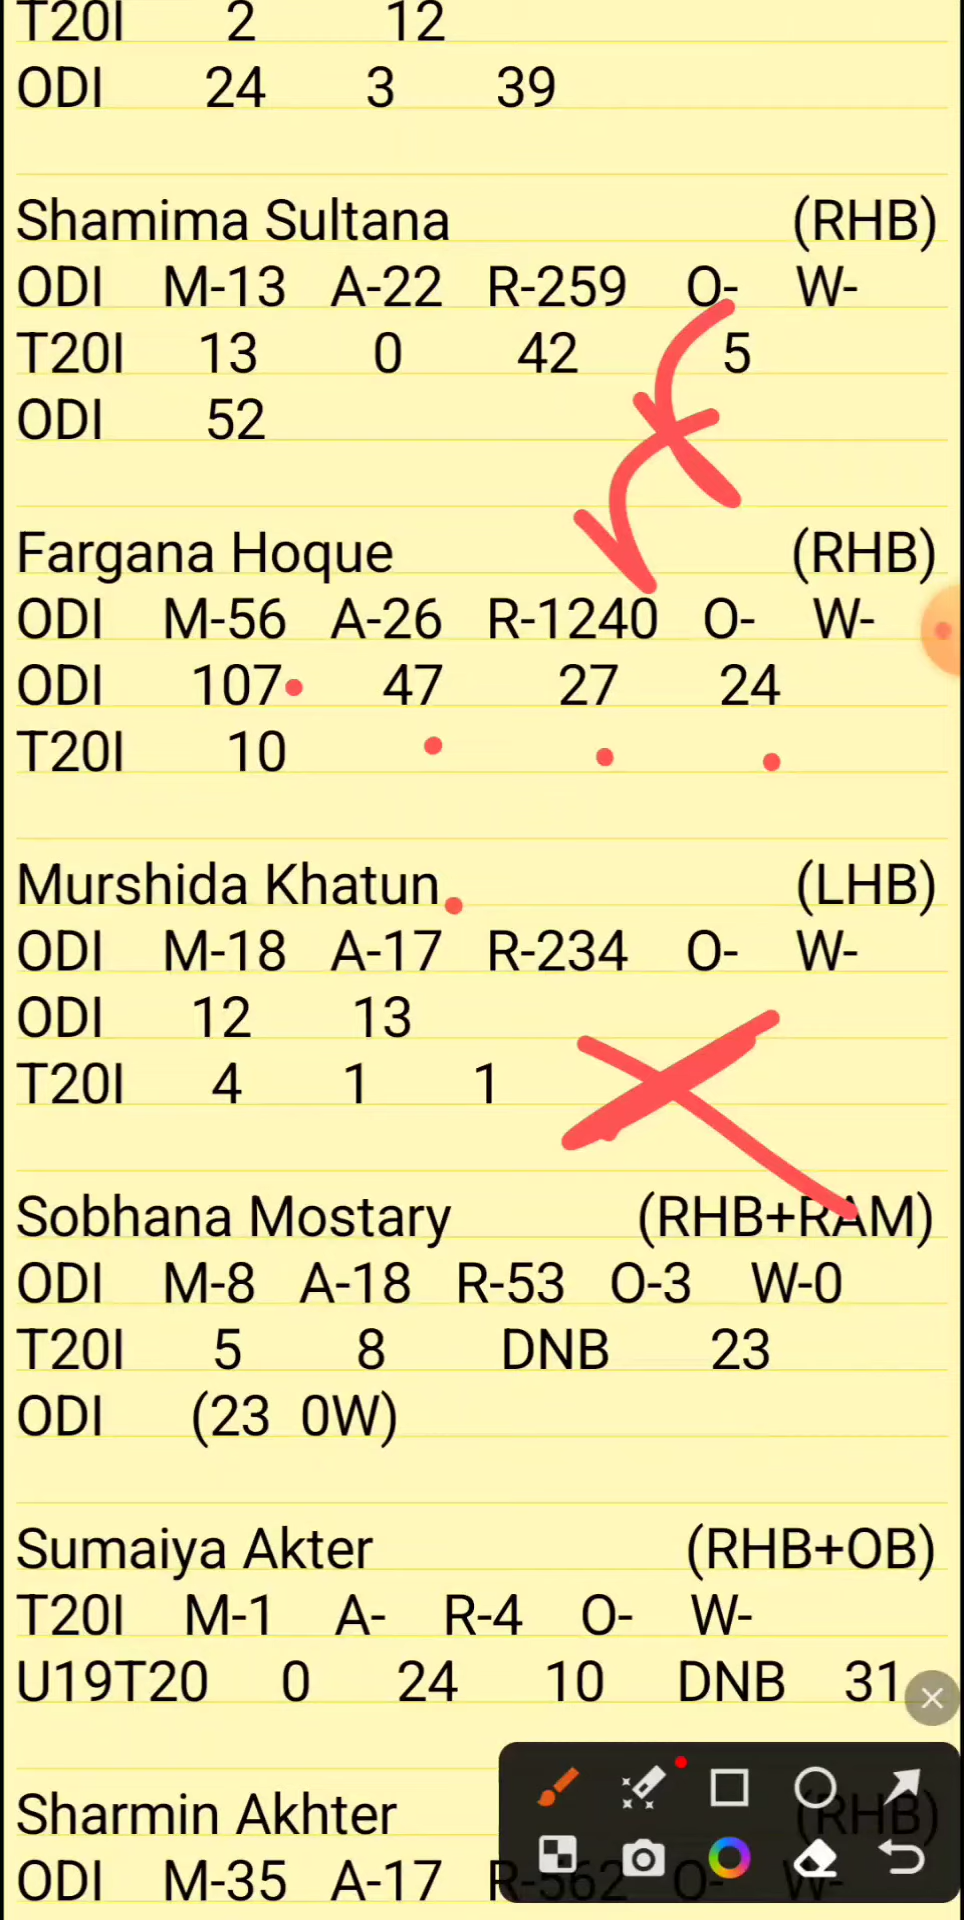 T20I 2 12
ODI 24 3 39
Shamima Sultana (RHB)
ODI M-13 A-22 R-259 O- W-
T20I 13 0 42 5
ODI 52
Fargana Hoque (RHB)
ODI M-56 A-26 R-1240 O- W-
ODI 107 47 27 24
T20I 10
Murshida Khatun (LHB)
ODI M-18 A-17 R-234 O- W-
ODI 12 13
T20I 4 1 1
Sobhana Mostary (RHB+RAM)
ODI M-8 A-18 R-53 O-3 W-0
T20I 5 8 DNB 23
ODI (23 0W)
Sumaiya Akter (RHB+OB)
T20I M-1 A- R-4 O- W-
U19T20 0 24 10 DNB 31
Sharmin Akhter (RHB)
ODI M-35 A-17 R-562 O- W-